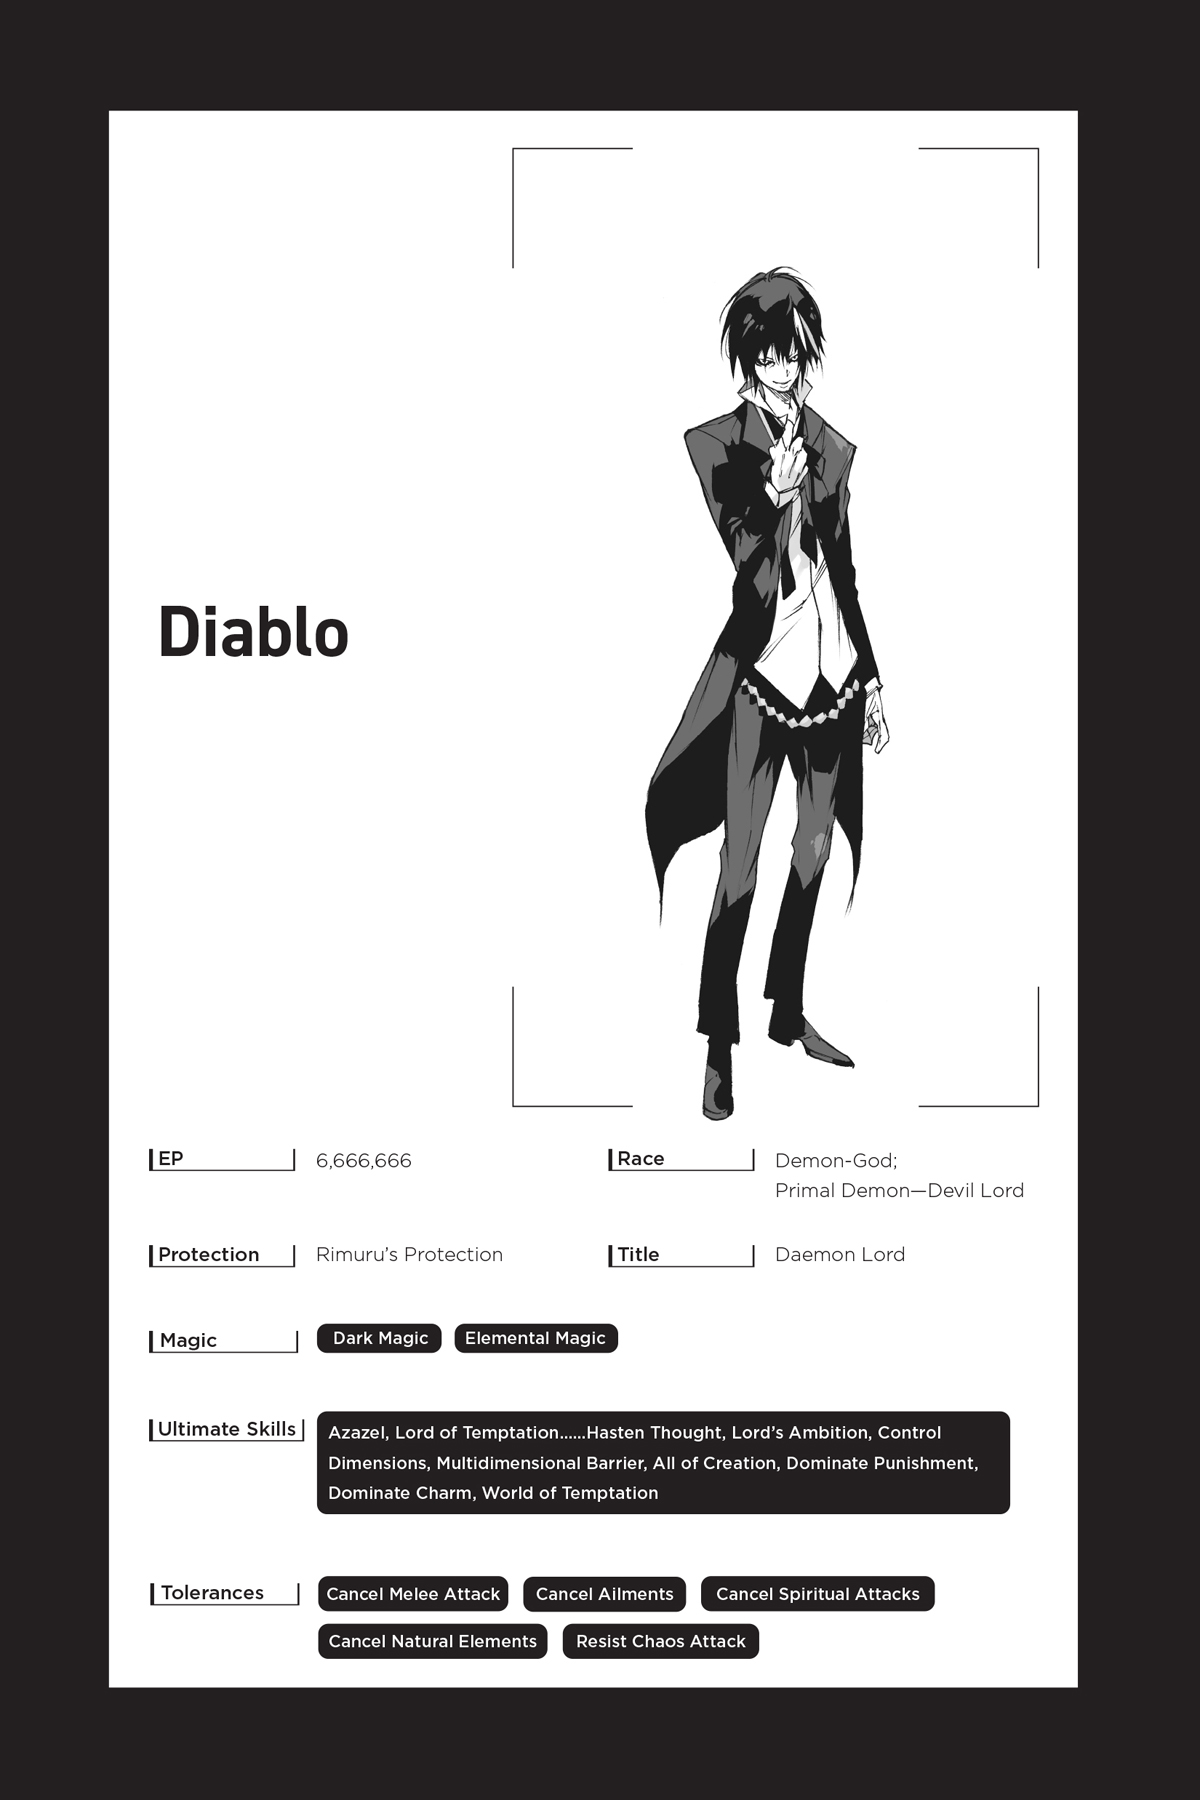 Diablo
EP 6,666,666
Race Demon-God;
Primal Demon—Devil Lord
Protection Rimuru’s Protection
Title Daemon Lord
Magic Dark Magic Elemental Magic
Ultimate Skills Azazel, Lord of Temptation......Hasten Thought, Lord’s Ambition, Control
Dimensions, Multidimensional Barrier, All of Creation, Dominate Punishment,
Dominate Charm, World of Temptation
Tolerances Cancel Melee Attack Cancel Ailments Cancel Spiritual Attacks
Cancel Natural Elements Resist Chaos Attack